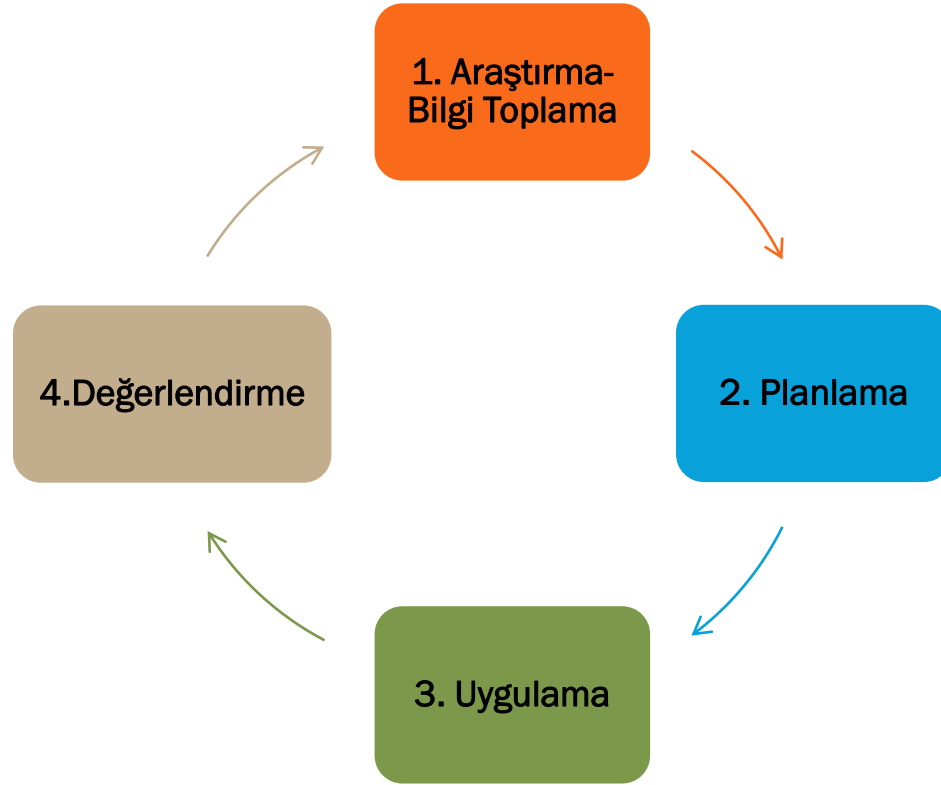 1. Araştırma-
Bilgi Toplama
2. Planlama
3. Uygulama
4.Değerlendirme